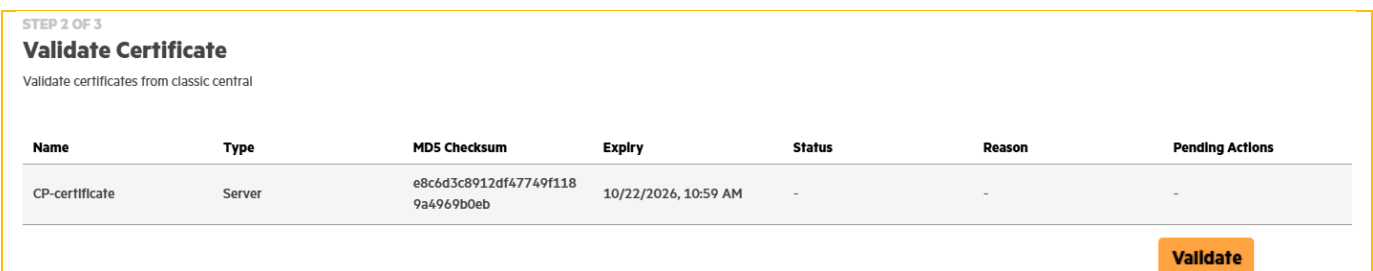 STEP 2 OF 3
Validate Certificate
Validate certificates from classic central
Name Type MD5 Checksum Expiry Status Reason Pending Actions
CP-certificate Server e8c6d3c8912df47749f118 10/22/2026, 10:59 AM - - -
9a4969b0eb
Validate